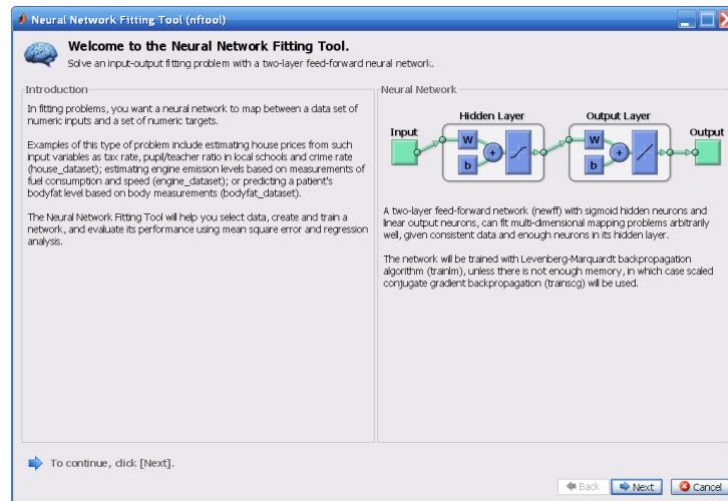 Neural Network Fitting Tool (nftool)
Welcome to the Neural Network Fitting Tool.
Solve an input-output fitting problem with a two-layer feed-forward neural network.
Introduction
In fitting problems, you want a neural network to map between a data set of
numeric inputs and a set of numeric targets.
Examples of this type of problem include estimating house prices from such
input variables as tax rate, pupil/teacher ratio in local schools and crime rate
(house_dataset); estimating engine emission levels based on measurements of
fuel consumption and speed (engine_dataset); or predicting a patient's
bodyfat level based on body measurements (bodyfat_dataset).
The Neural Network Fitting Tool will help you select data, create and train a
network, and evaluate its performance using mean square error and regression
analysis.
Neural Network
Hidden Layer
Output Layer
Input
Output
W
b
+
W
b
+
A two-layer feed-forward network (newff) with sigmoid hidden neurons and
linear output neurons, can fit multi-dimensional mapping problems arbitrarily
well, given consistent data and enough neurons in its hidden layer.
The network will be trained with Levenberg-Marquardt backpropagation
algorithm (trainlm), unless there is not enough memory, in which case scaled
conjugate gradient backpropagation (trainscg) will be used.
To continue, click [Next].
Back
Next
Cancel